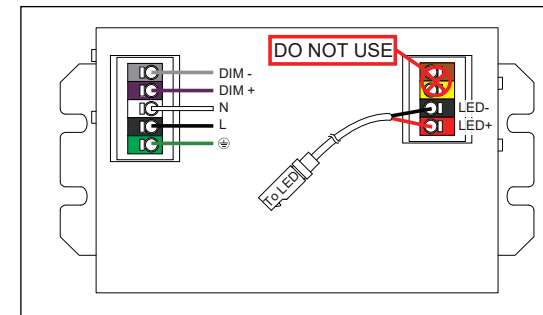 DO NOT USE
DIM -
DIM +
N
L
LED-
LED+
To LED